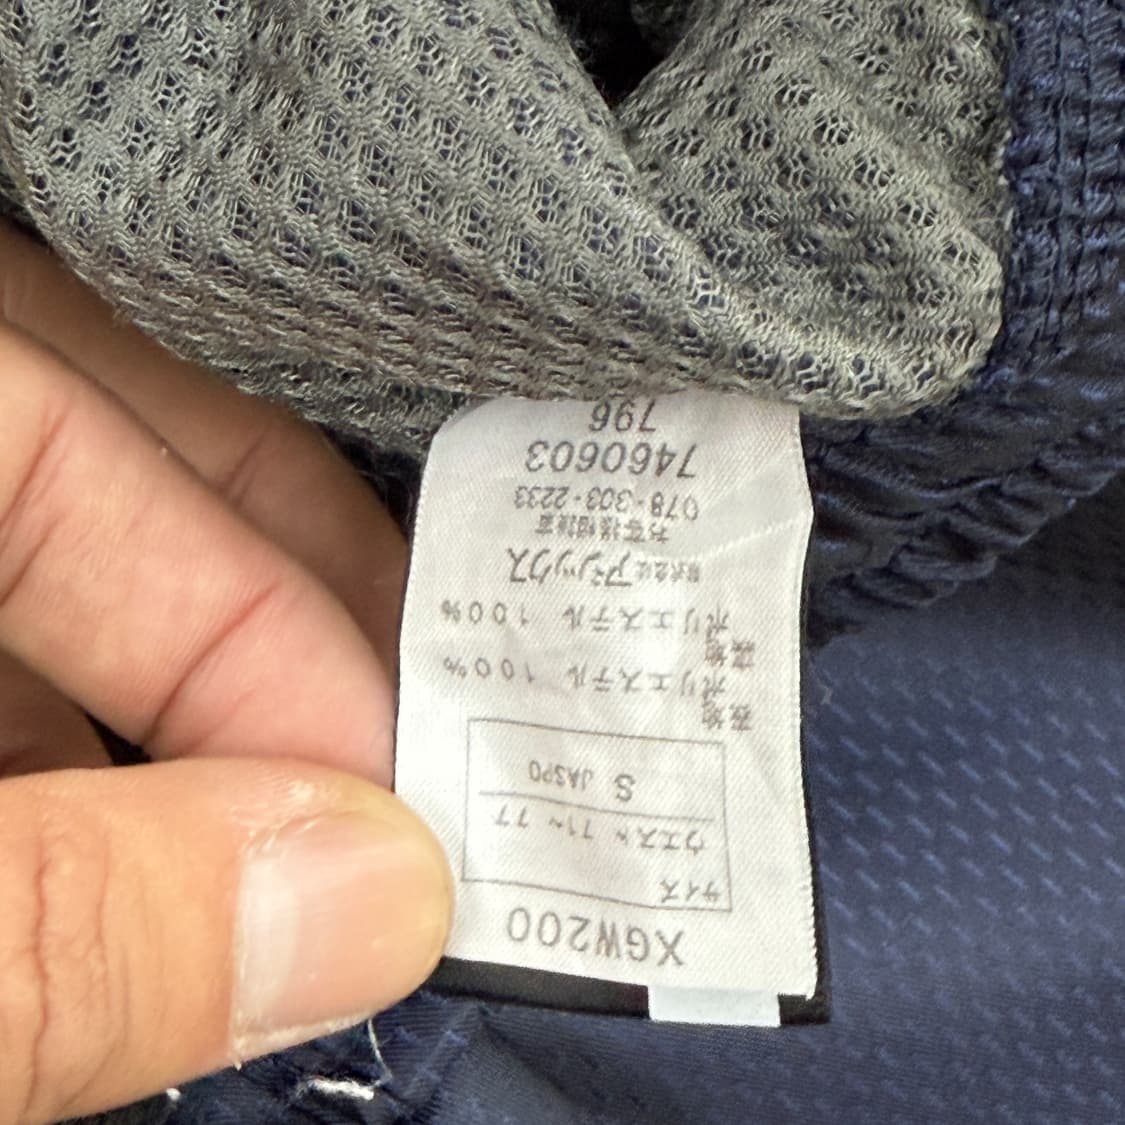 XGW200
サイズ
ウエスト 71~77
S JASPO
表地
ポリエステル 100%
裏地
ポリエステル 100%
株式会社アシックス
お客様相談室
078-303-2233
7460603
796